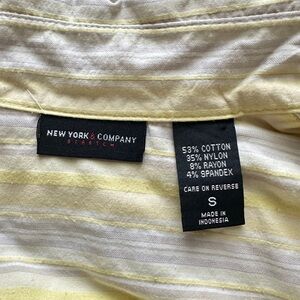 NEW YORK & COMPANY
STRETCH
53% COTTON
35% NYLON
8% RAYON
4% SPANDEX
CARE ON REVERSE
S
MADE IN
INDONESIA